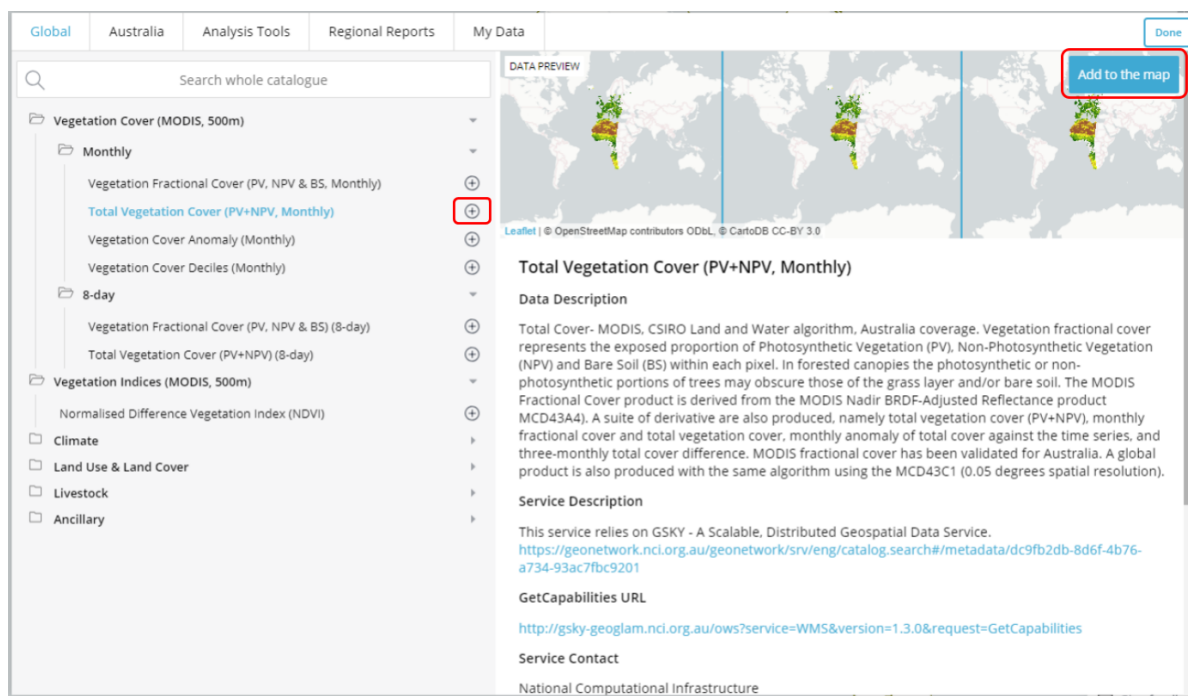 Global
Australia
Analysis Tools
Regional Reports
My Data
Done
Search whole catalogue
Vegetation Cover (MODIS, 500m)
Monthly
Vegetation Fractional Cover (PV, NPV & BS, Monthly)
Total Vegetation Cover (PV+NPV, Monthly)
Vegetation Cover Anomaly (Monthly)
Vegetation Cover Deciles (Monthly)
8-day
Vegetation Fractional Cover (PV, NPV & BS) (8-day)
Total Vegetation Cover (PV+NPV) (8-day)
Vegetation Indices (MODIS, 500m)
Normalised Difference Vegetation Index (NDVI)
Climate
Land Use & Land Cover
Livestock
Ancillary
DATA PREVIEW
Add to the map
Leaflet | © OpenStreetMap contributors ODbL, © CartoDB CC-BY 3.0
Total Vegetation Cover (PV+NPV, Monthly)
Data Description
Total Cover- MODIS, CSIRO Land and Water algorithm, Australia coverage. Vegetation fractional cover
represents the exposed proportion of Photosynthetic Vegetation (PV), Non-Photosynthetic Vegetation
(NPV) and Bare Soil (BS) within each pixel. In forested canopies the photosynthetic or non-
photosynthetic portions of trees may obscure those of the grass layer and/or bare soil. The MODIS
Fractional Cover product is derived from the MODIS Nadir BRDF-Adjusted Reflectance product
MCD43A4). A suite of derivative are also produced, namely total vegetation cover (PV+NPV), monthly
fractional cover and total vegetation cover, monthly anomaly of total cover against the time series, and
three-monthly total cover difference. MODIS fractional cover has been validated for Australia. A global
product is also produced with the same algorithm using the MCD43C1 (0.05 degrees spatial resolution).
Service Description
This service relies on GSKY - A Scalable, Distributed Geospatial Data Service.
https://geonetwork.nci.org.au/geonetwork/srv/eng/catalog.search#/metadata/dc9fb2db-8d6f-4b76-
a734-93ac7fbc9201
GetCapabilities URL
http://gsky-geoglam.nci.org.au/ows?service=WMS&version=1.3.0&request=GetCapabilities
Service Contact
National Computational Infrastructure